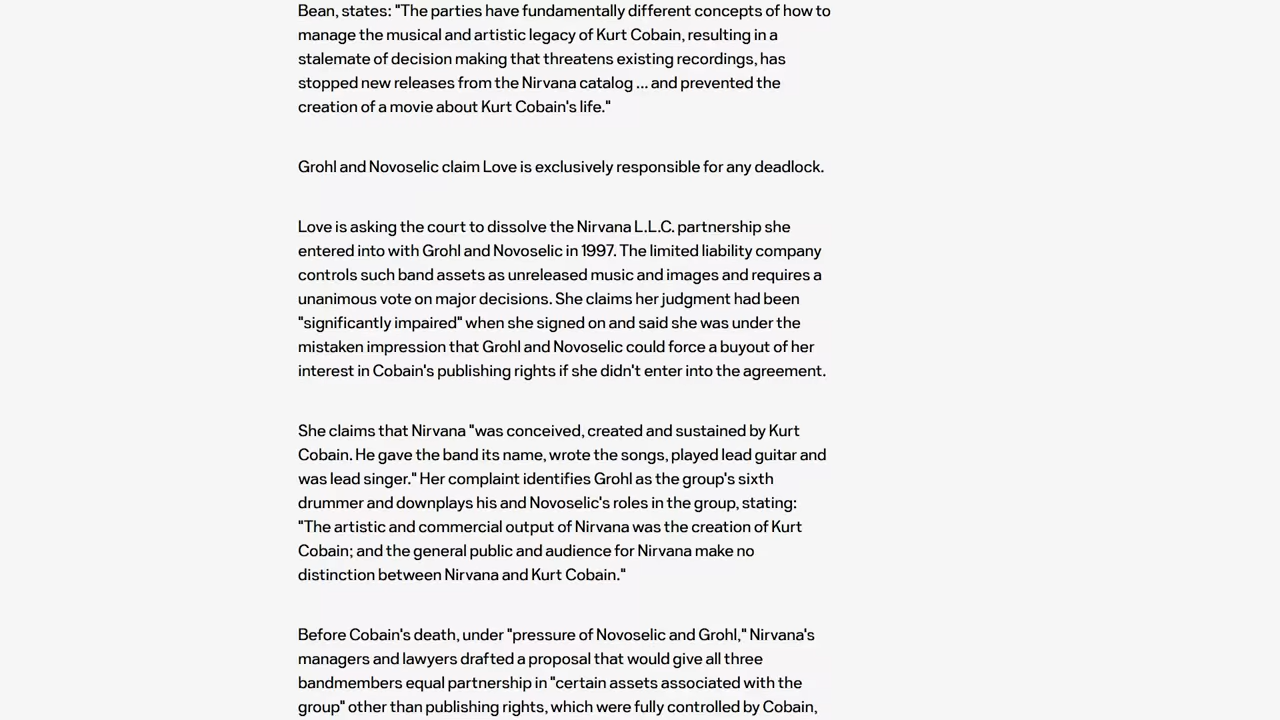 Bean, states: "The parties have fundamentally different concepts of how to
manage the musical and artistic legacy of Kurt Cobain, resulting in a
stalemate of decision making that threatens existing recordings, has
stopped new releases from the Nirvana catalog ... and prevented the
creation of a movie about Kurt Cobain's life."
Grohl and Novoselic claim Love is exclusively responsible for any deadlock.
Love is asking the court to dissolve the Nirvana L.L.C. partnership she
entered into with Grohl and Novoselic in 1997. The limited liability company
controls such band assets as unreleased music and images and requires a
unanimous vote on major decisions. She claims her judgment had been
"significantly impaired" when she signed on and said she was under the
mistaken impression that Grohl and Novoselic could force a buyout of her
interest in Cobain's publishing rights if she didn't enter into the agreement.
She claims that Nirvana "was conceived, created and sustained by Kurt
Cobain. He gave the band its name, wrote the songs, played lead guitar and
was lead singer." Her complaint identifies Grohl as the group's sixth
drummer and downplays his and Novoselic's roles in the group, stating:
"The artistic and commercial output of Nirvana was the creation of Kurt
Cobain; and the general public and audience for Nirvana make no
distinction between Nirvana and Kurt Cobain."
Before Cobain's death, under "pressure of Novoselic and Grohl," Nirvana's
managers and lawyers drafted a proposal that would give all three
bandmembers equal partnership in "certain assets associated with the
group" other than publishing rights, which were fully controlled by Cobain,